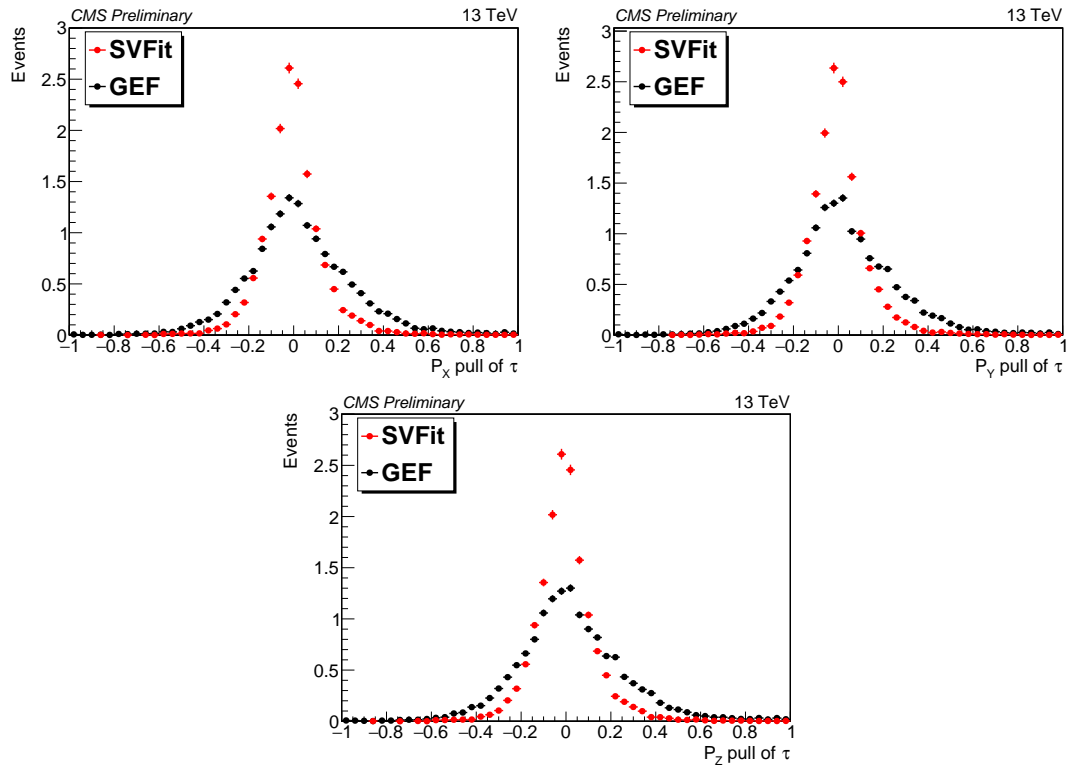 CMS Preliminary 13 TeV
Events
3
2.5
2
1.5
1
0.5
0
SVFit
GEF
−1 −0.8 −0.6 −0.4 −0.2 0 0.2 0.4 0.6 0.8 1
P_X pull of τ
CMS Preliminary 13 TeV
Events
3
2.5
2
1.5
1
0.5
0
SVFit
GEF
−1 −0.8 −0.6 −0.4 −0.2 0 0.2 0.4 0.6 0.8 1
P_Y pull of τ
CMS Preliminary 13 TeV
Events
3
2.5
2
1.5
1
0.5
0
SVFit
GEF
−1 −0.8 −0.6 −0.4 −0.2 0 0.2 0.4 0.6 0.8 1
P_Z pull of τ